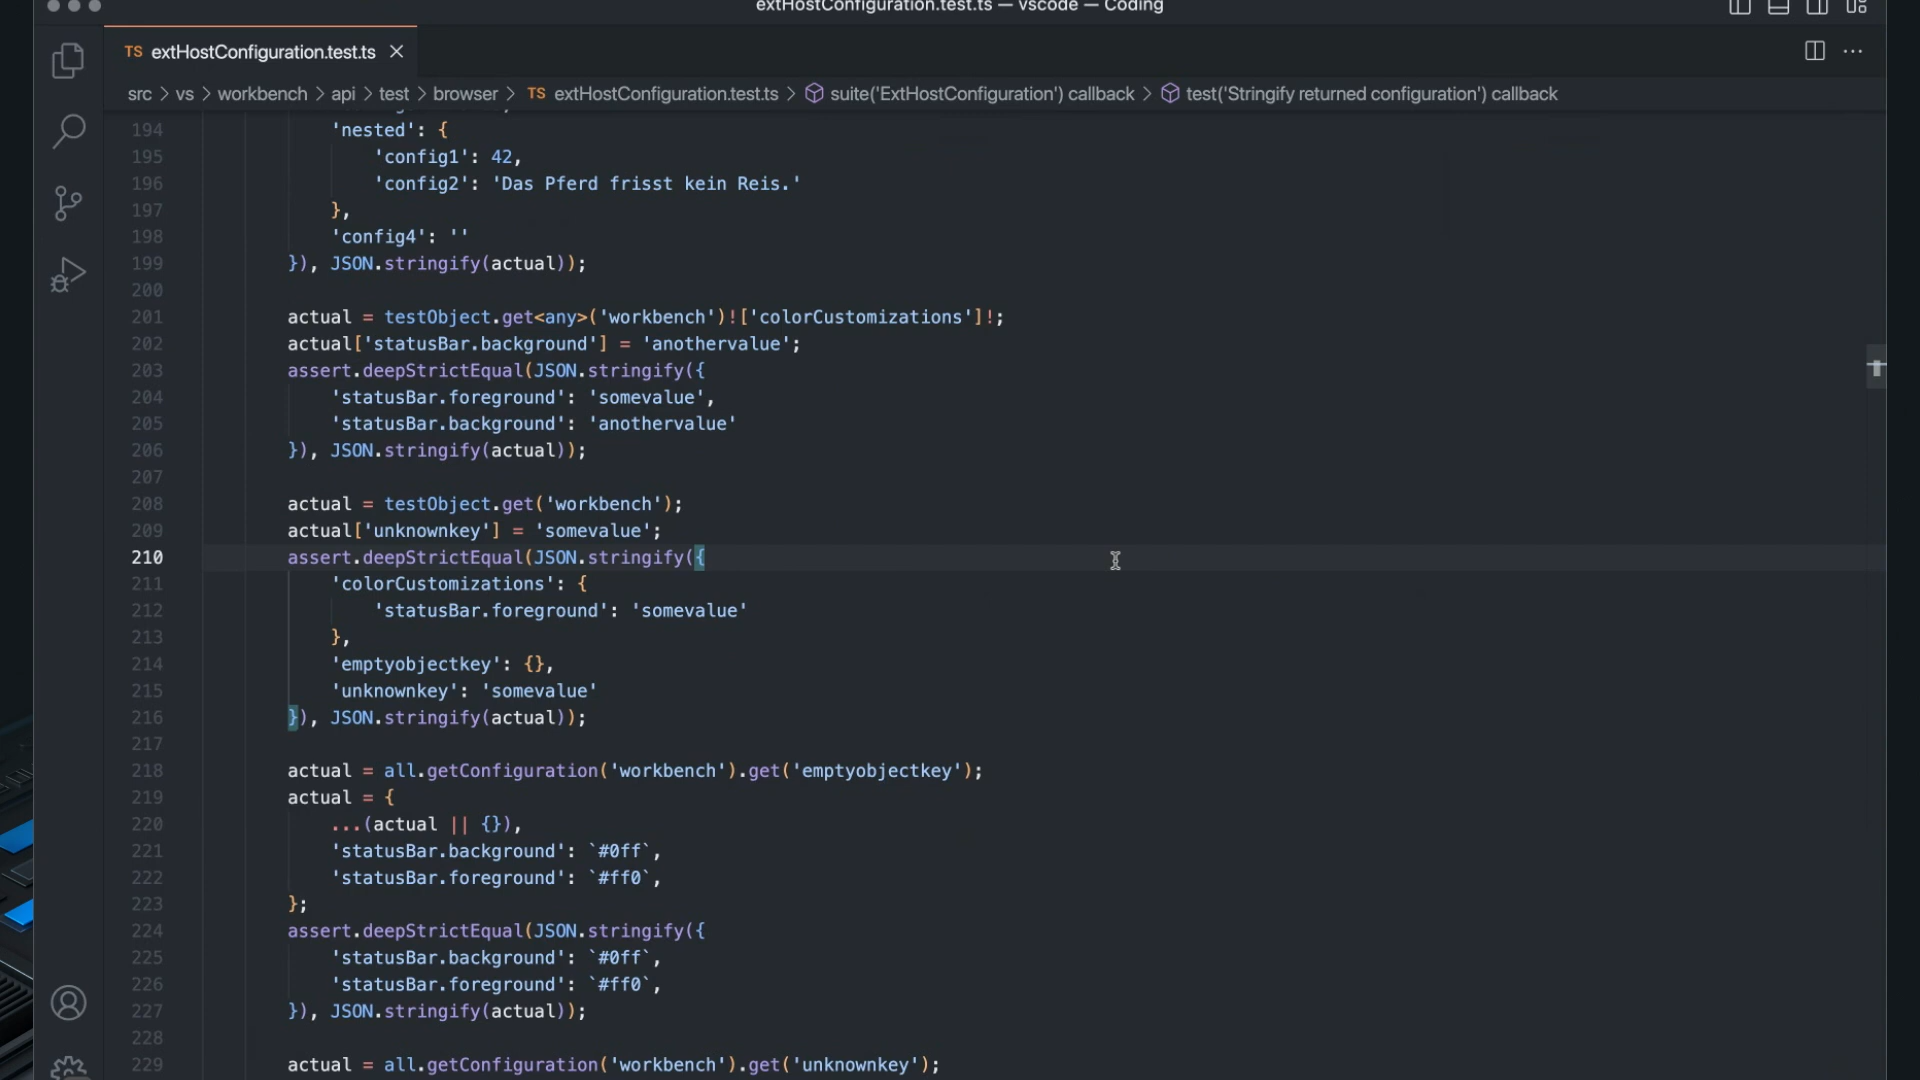 extHostConfiguration.test.ts — vscode — Coding
TS extHostConfiguration.test.ts
src > vs > workbench > api > test > browser > TS extHostConfiguration.test.ts > suite('ExtHostConfiguration') callback > test('Stringify returned configuration') callback
194 'nested': {
195 'config1': 42,
196 'config2': 'Das Pferd frisst kein Reis.'
197 },
198 'config4': ''
199 }), JSON.stringify(actual));
200
201 actual = testObject.get<any>('workbench')!['colorCustomizations']!;
202 actual['statusBar.background'] = 'anothervalue';
203 assert.deepStrictEqual(JSON.stringify({
204 'statusBar.foreground': 'somevalue',
205 'statusBar.background': 'anothervalue'
206 }), JSON.stringify(actual));
207
208 actual = testObject.get('workbench');
209 actual['unknownkey'] = 'somevalue';
210 assert.deepStrictEqual(JSON.stringify({
211 'colorCustomizations': {
212 'statusBar.foreground': 'somevalue'
213 },
214 'emptyobjectkey': {},
215 'unknownkey': 'somevalue'
216 }), JSON.stringify(actual));
217
218 actual = all.getConfiguration('workbench').get('emptyobjectkey');
219 actual = {
220 ...(actual || {}),
221 'statusBar.background': `#0ff`,
222 'statusBar.foreground': `#ff0`,
223 };
224 assert.deepStrictEqual(JSON.stringify({
225 'statusBar.background': `#0ff`,
226 'statusBar.foreground': `#ff0`,
227 }), JSON.stringify(actual));
228
229 actual = all.getConfiguration('workbench').get('unknownkey');